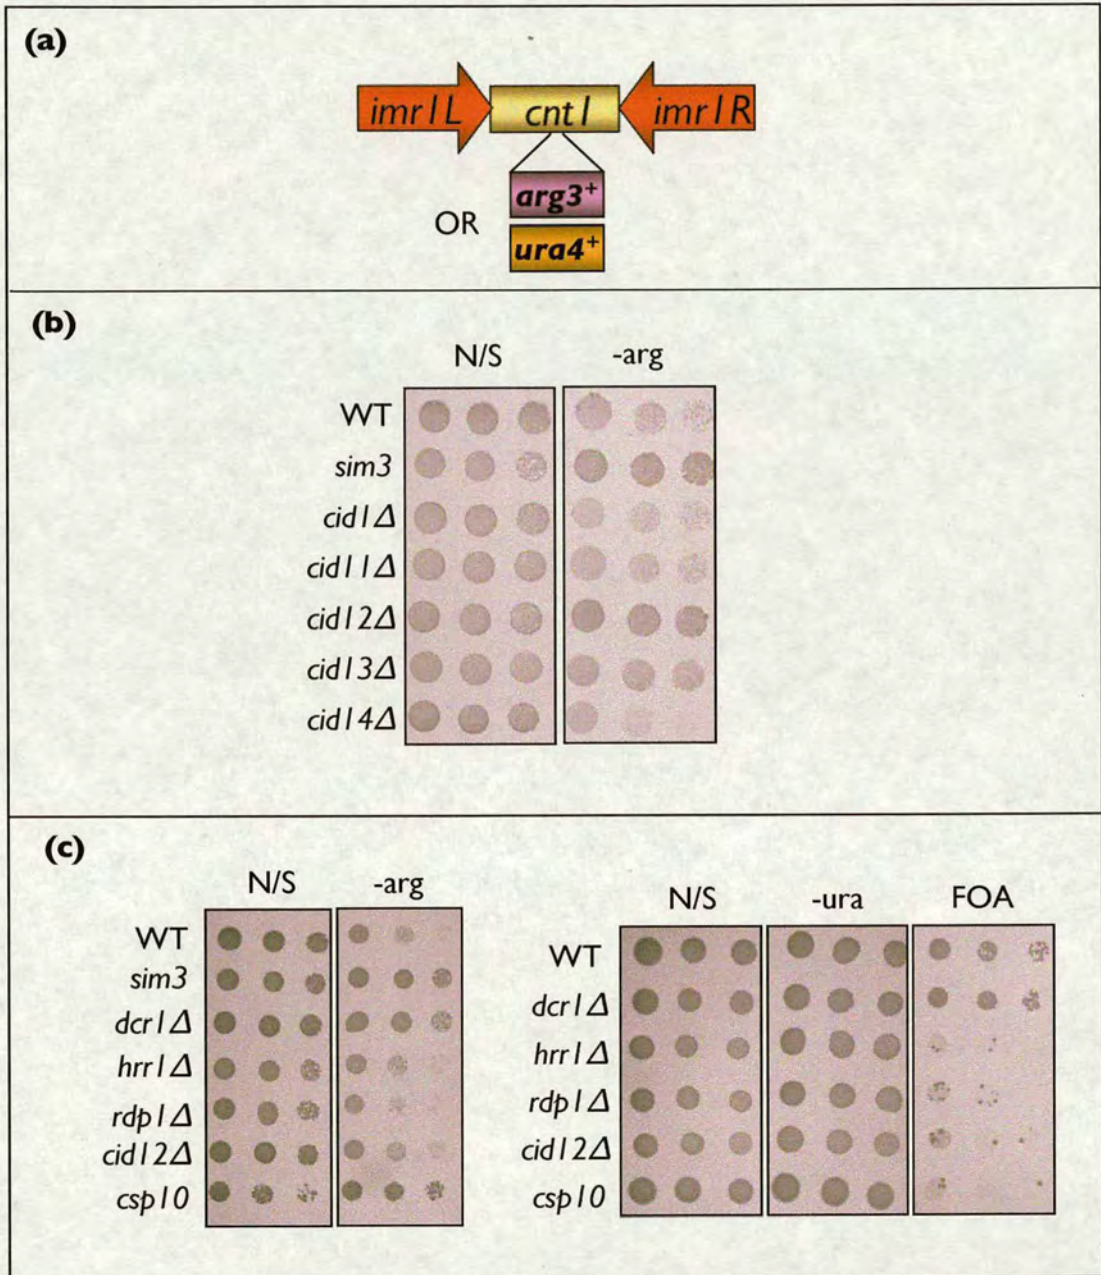 (a)
imr1L cnt1 imr1R
arg3+
OR
ura4+
(b)
N/S -arg
WT
sim3
cid1Δ
cid11Δ
cid12Δ
cid13Δ
cid14Δ
(c)
N/S -arg
WT
sim3
dcr1Δ
hrr1Δ
rdp1Δ
cid12Δ
csp10
N/S -ura FOA
WT
dcr1Δ
hrr1Δ
rdp1Δ
cid12Δ
csp10